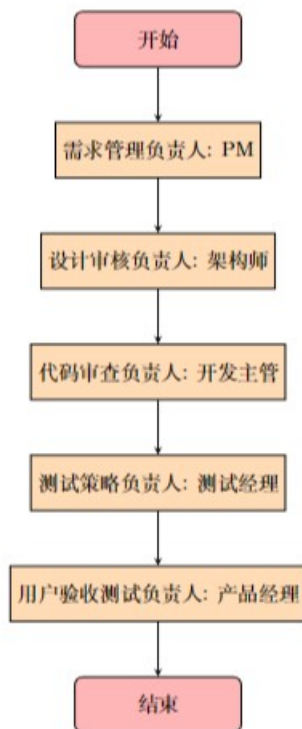 开始
需求管理负责人: PM
设计审核负责人: 架构师
代码审查负责人: 开发主管
测试策略负责人: 测试经理
用户验收测试负责人: 产品经理
结束